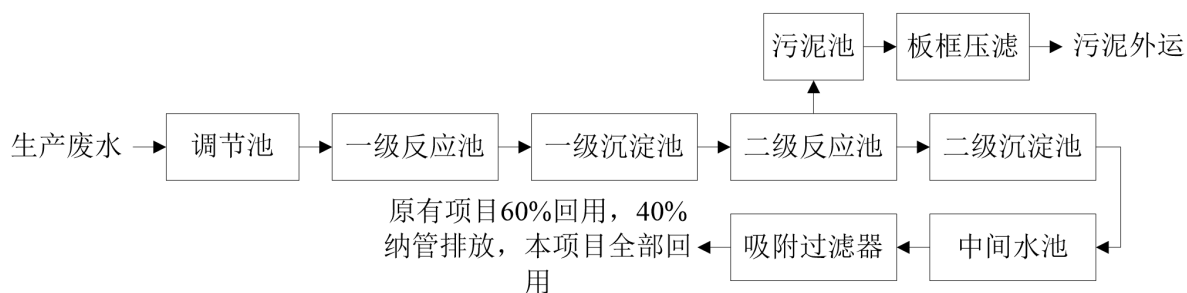 污泥池
板框压滤
污泥外运
生产废水
调节池
一级反应池
一级沉淀池
二级反应池
二级沉淀池
原有项目60%回用，40%
纳管排放，本项目全部回
用
吸附过滤器
中间水池